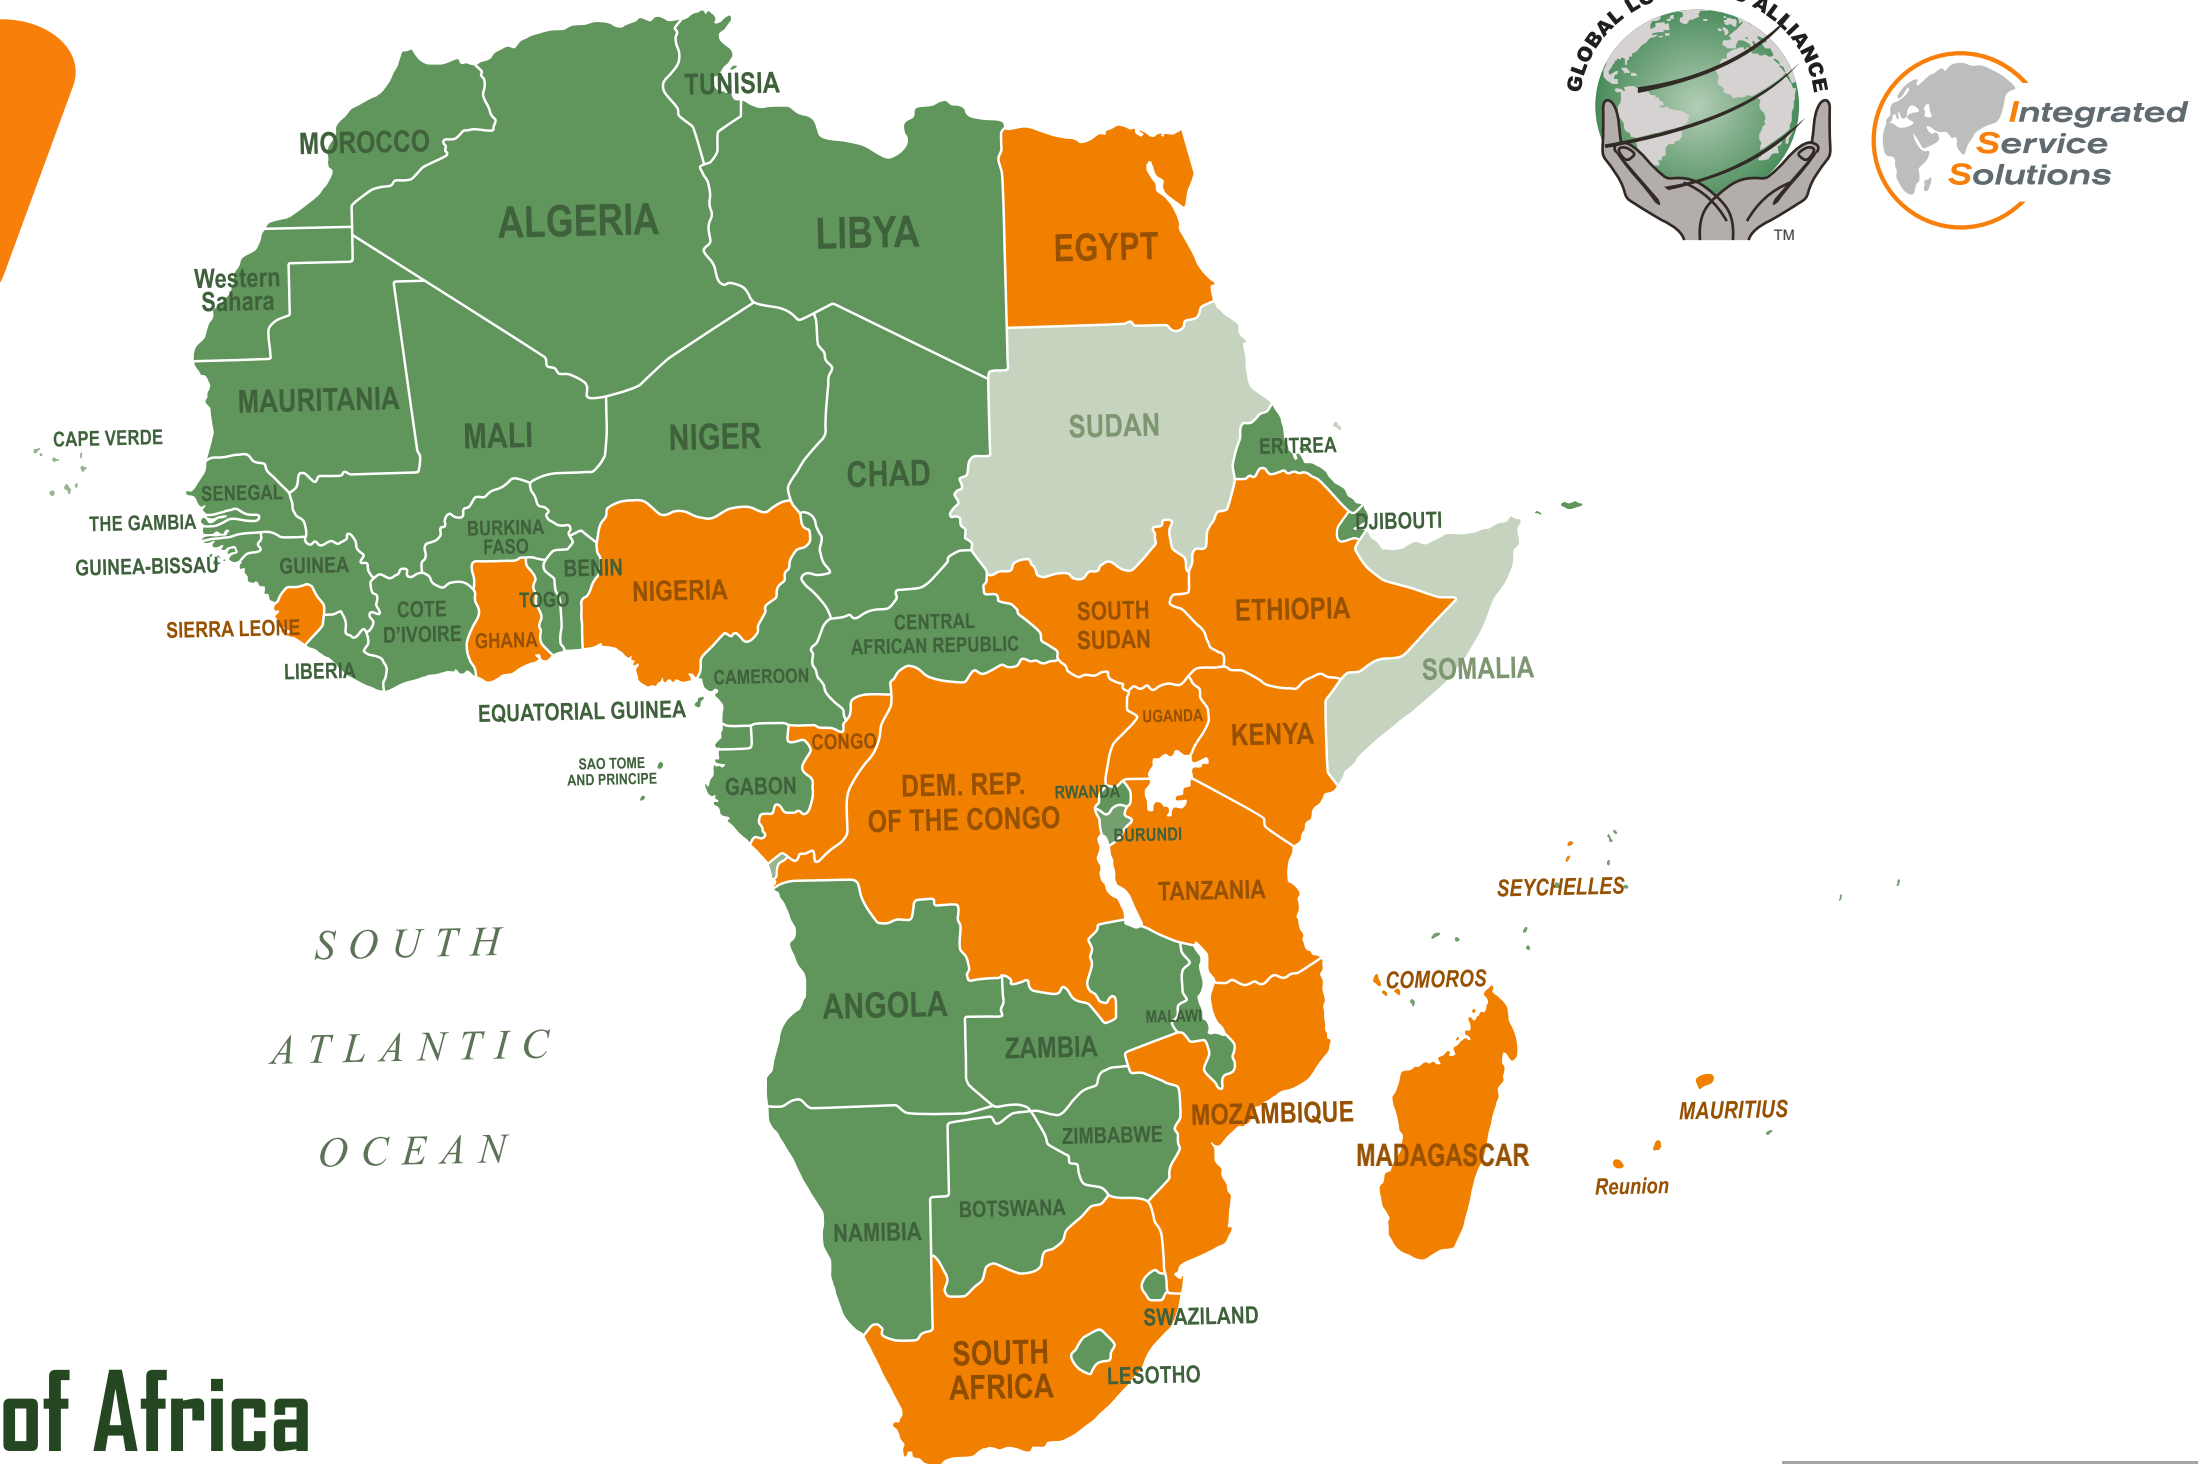 GLOBAL ALLIANCE
TM
Integrated
Service
Solutions
TUNISIA
MOROCCO
ALGERIA
LIBYA
EGYPT
Western
Sahara
MAURITANIA
MALI
NIGER
CHAD
SUDAN
ERITREA
CAPE VERDE
SENEGAL
THE GAMBIA
GUINEA-BISSAU
GUINEA
BURKINA
FASO
BENIN
NIGERIA
DJIBOUTI
SIERRA LEONE
COTE
D'IVOIRE
TOGO
GHANA
LIBERIA
CENTRAL
AFRICAN REPUBLIC
SOUTH
SUDAN
ETHIOPIA
SOMALIA
CAMEROON
EQUATORIAL GUINEA
SAO TOME
AND PRINCIPE
GABON
CONGO
DEM. REP.
OF THE CONGO
UGANDA
KENYA
RWANDA
BURUNDI
TANZANIA
SEYCHELLES
SOUTH
ATLANTIC
OCEAN
ANGOLA
ZAMBIA
MALAWI
COMOROS
MOZAMBIQUE
ZIMBABWE
MADAGASCAR
MAURITIUS
Reunion
NAMIBIA
BOTSWANA
SWAZILAND
SOUTH
AFRICA
LESOTHO
of Africa